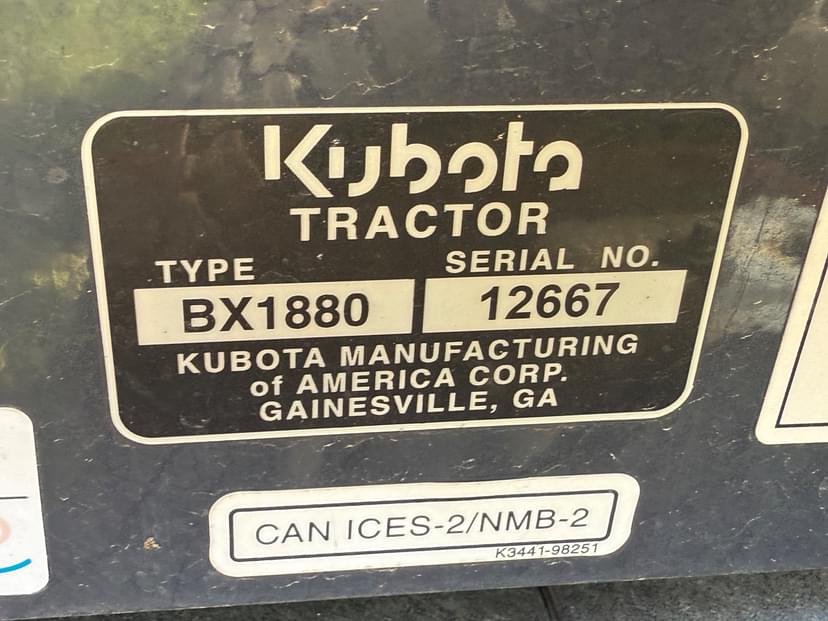 Kubota
TRACTOR
TYPE SERIAL NO.
BX1880 12667
KUBOTA MANUFACTURING
of AMERICA CORP.
GAINESVILLE, GA
CAN ICES-2/NMB-2
K3441-98251